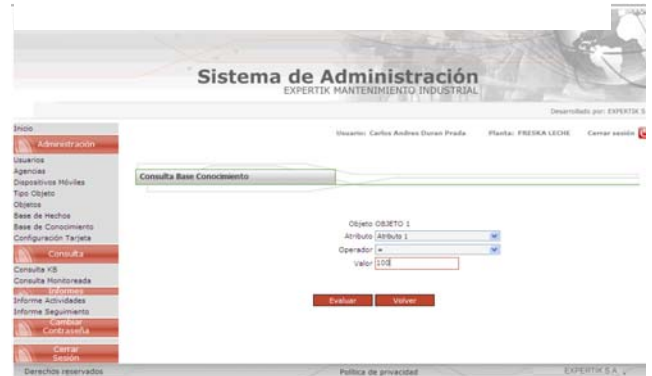 Sistema de Administración
EXPERTIK MANTENIMIENTO INDUSTRIAL
Desarrollado por: EXPERTIK S
Usuario: Carlos Andres Duran Prada Planta: FRESKA LECHE Cerrar sesión
Inicio
Administración
Usuarios
Agencias
Dispositivos Móviles
Tipo Objeto
Objetos
Base de Hechos
Base de Conocimiento
Configuración Tarjeta
Consulta
Consulta KB
Consulta Monitoreada
Informes
Informe Actividades
Informe Seguimiento
Cambiar
Contraseña
Cerrar
Sesión
Consulta Base Conocimiento
Objeto OBJETO 1
Atributo Atributo 1
Operador =
Valor 100
Evaluar Volver
Derechos reservados Política de privacidad EXPERTIK S.A.